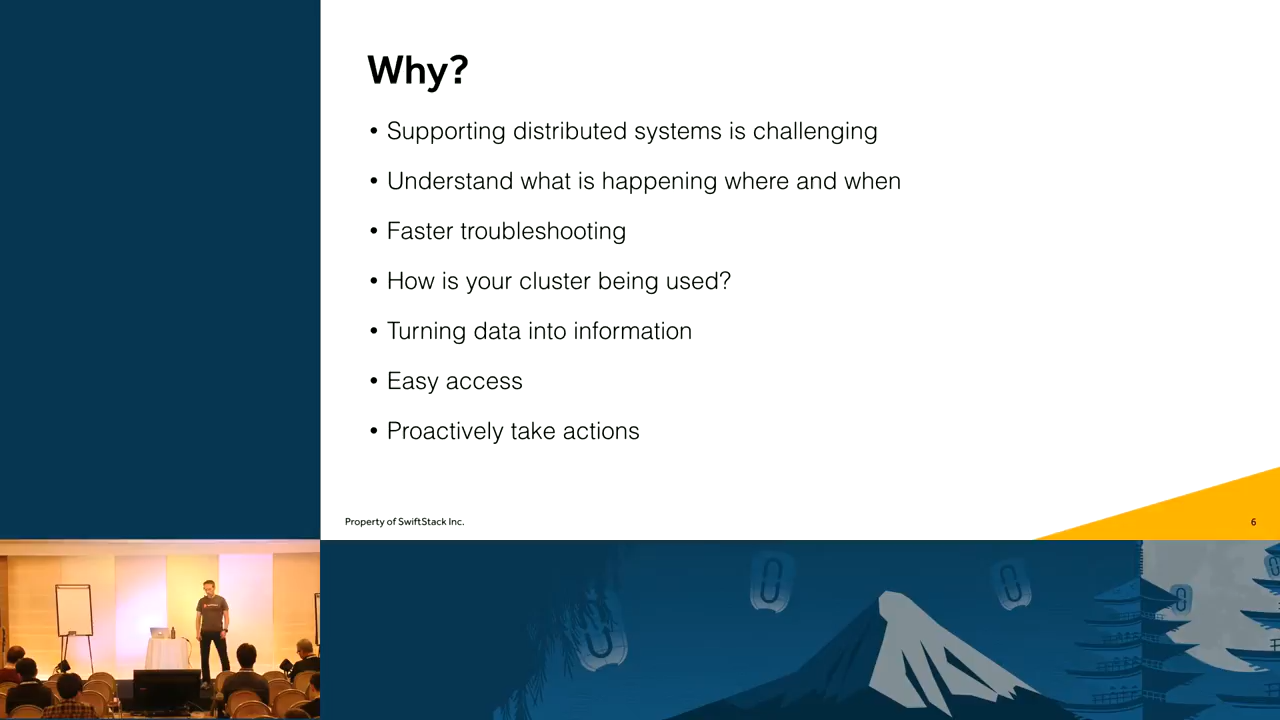 Why?
• Supporting distributed systems is challenging
• Understand what is happening where and when
• Faster troubleshooting
• How is your cluster being used?
• Turning data into information
• Easy access
• Proactively take actions
Property of SwiftStack Inc.
6